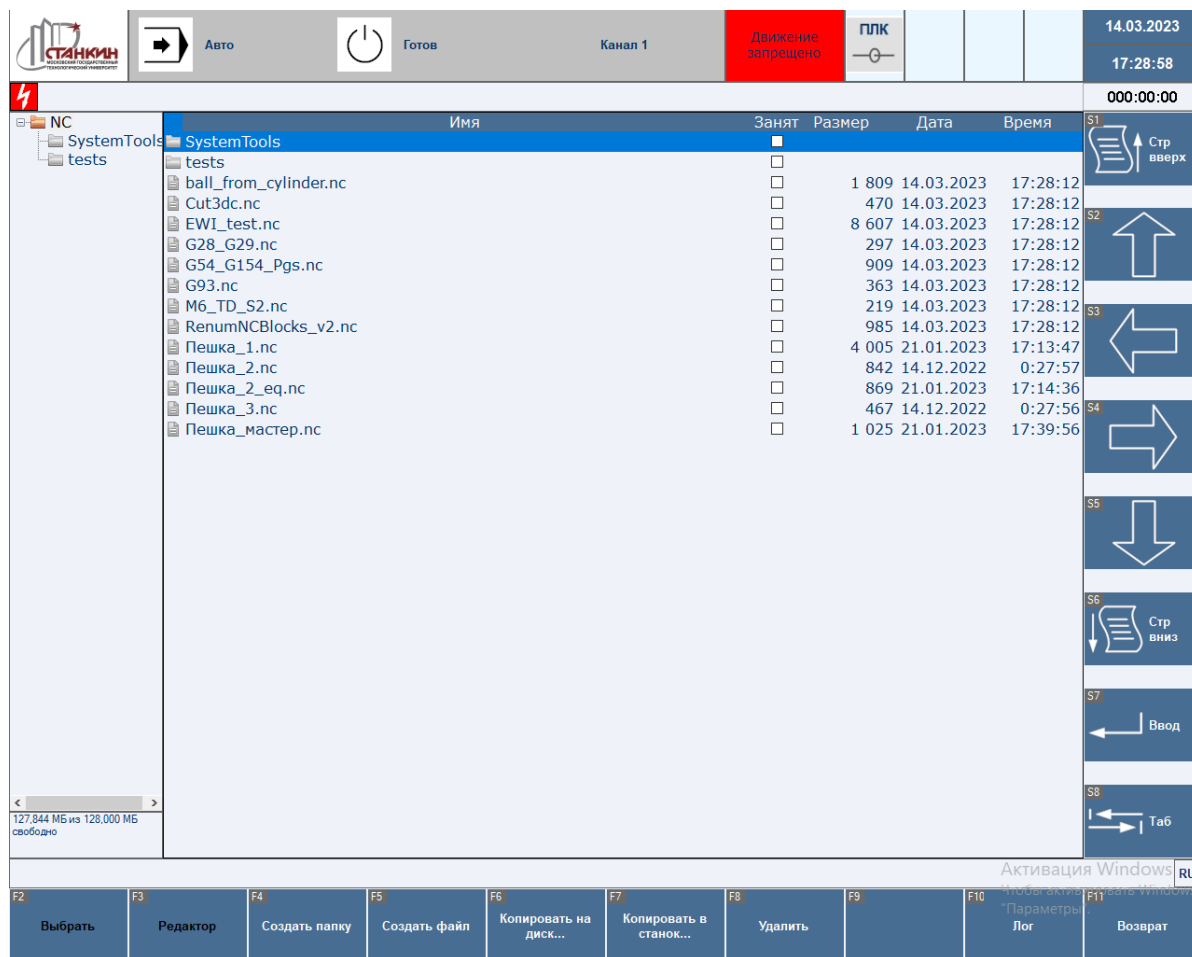 СТАНКИН
МОСКОВСКИЙ ГОСУДАРСТВЕННЫЙ
ТЕХНОЛОГИЧЕСКИЙ УНИВЕРСИТЕТ
Авто
Готов
Канал 1
Движение
запрещено
ПЛК
14.03.2023
17:28:58
000:00:00
NC
SystemTools
tests
Имя Занят Размер Дата Время
SystemTools
tests
ball_from_cylinder.nc 1 809 14.03.2023 17:28:12
Cut3dc.nc 470 14.03.2023 17:28:12
EWI_test.nc 8 607 14.03.2023 17:28:12
G28_G29.nc 297 14.03.2023 17:28:12
G54_G154_Pgs.nc 909 14.03.2023 17:28:12
G93.nc 363 14.03.2023 17:28:12
M6_TD_S2.nc 219 14.03.2023 17:28:12
RenumNCBlocks_v2.nc 985 14.03.2023 17:28:12
Пешка_1.nc 4 005 21.01.2023 17:13:47
Пешка_2.nc 842 14.12.2022 0:27:57
Пешка_2_eq.nc 869 21.01.2023 17:14:36
Пешка_3.nc 467 14.12.2022 0:27:56
Пешка_мастер.nc 1 025 21.01.2023 17:39:56
127,844 МБ из 128,000 МБ
свободно
S1
Стр
вверх
S2
S3
S4
S5
S6
Стр
вниз
S7
Ввод
S8
Таб
Активация Windows
RU
F2
Выбрать
F3
Редактор
F4
Создать папку
F5
Создать файл
F6
Копировать на
диск...
F7
Копировать в
станок...
F8
Удалить
F9
F10
"Параметры".
Лог
F11
Возврат